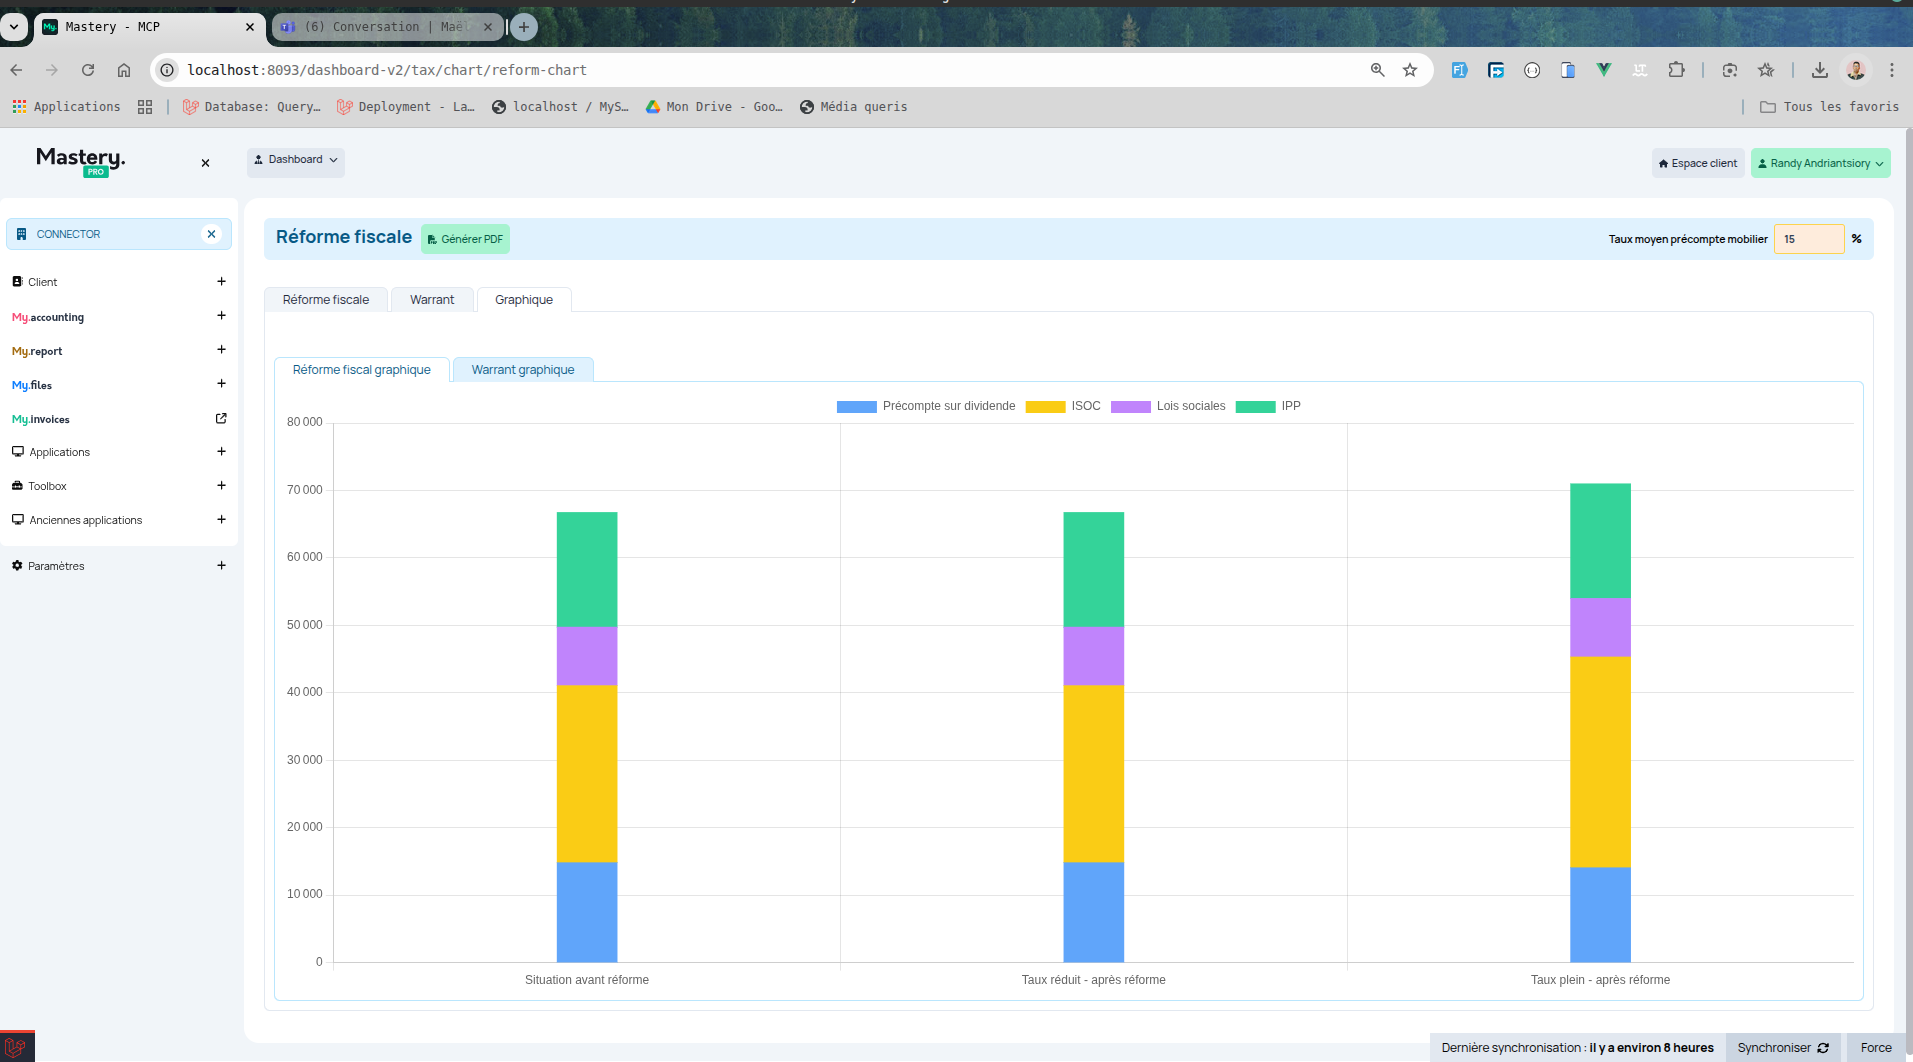 Mastery - MCP
(6) Conversation | Maë
localhost:8093/dashboard-v2/tax/chart/reform-chart
Applications
Database: Query…
Deployment - La…
localhost / MyS…
Mon Drive - Goo…
Média queris
Tous les favoris
Mastery.
PRO
Dashboard
Espace client
Randy Andriantsiory
CONNECTOR
Client
My.accounting
My.report
My.files
My.invoices
Applications
Toolbox
Anciennes applications
Paramètres
Réforme fiscale
Générer PDF
Taux moyen précompte mobilier
15
%
Réforme fiscale
Warrant
Graphique
Réforme fiscal graphique
Warrant graphique
Précompte sur dividende
ISOC
Lois sociales
IPP
80 000
70 000
60 000
50 000
40 000
30 000
20 000
10 000
0
Situation avant réforme
Taux réduit - après réforme
Taux plein - après réforme
Dernière synchronisation : il y a environ 8 heures
Synchroniser
Force